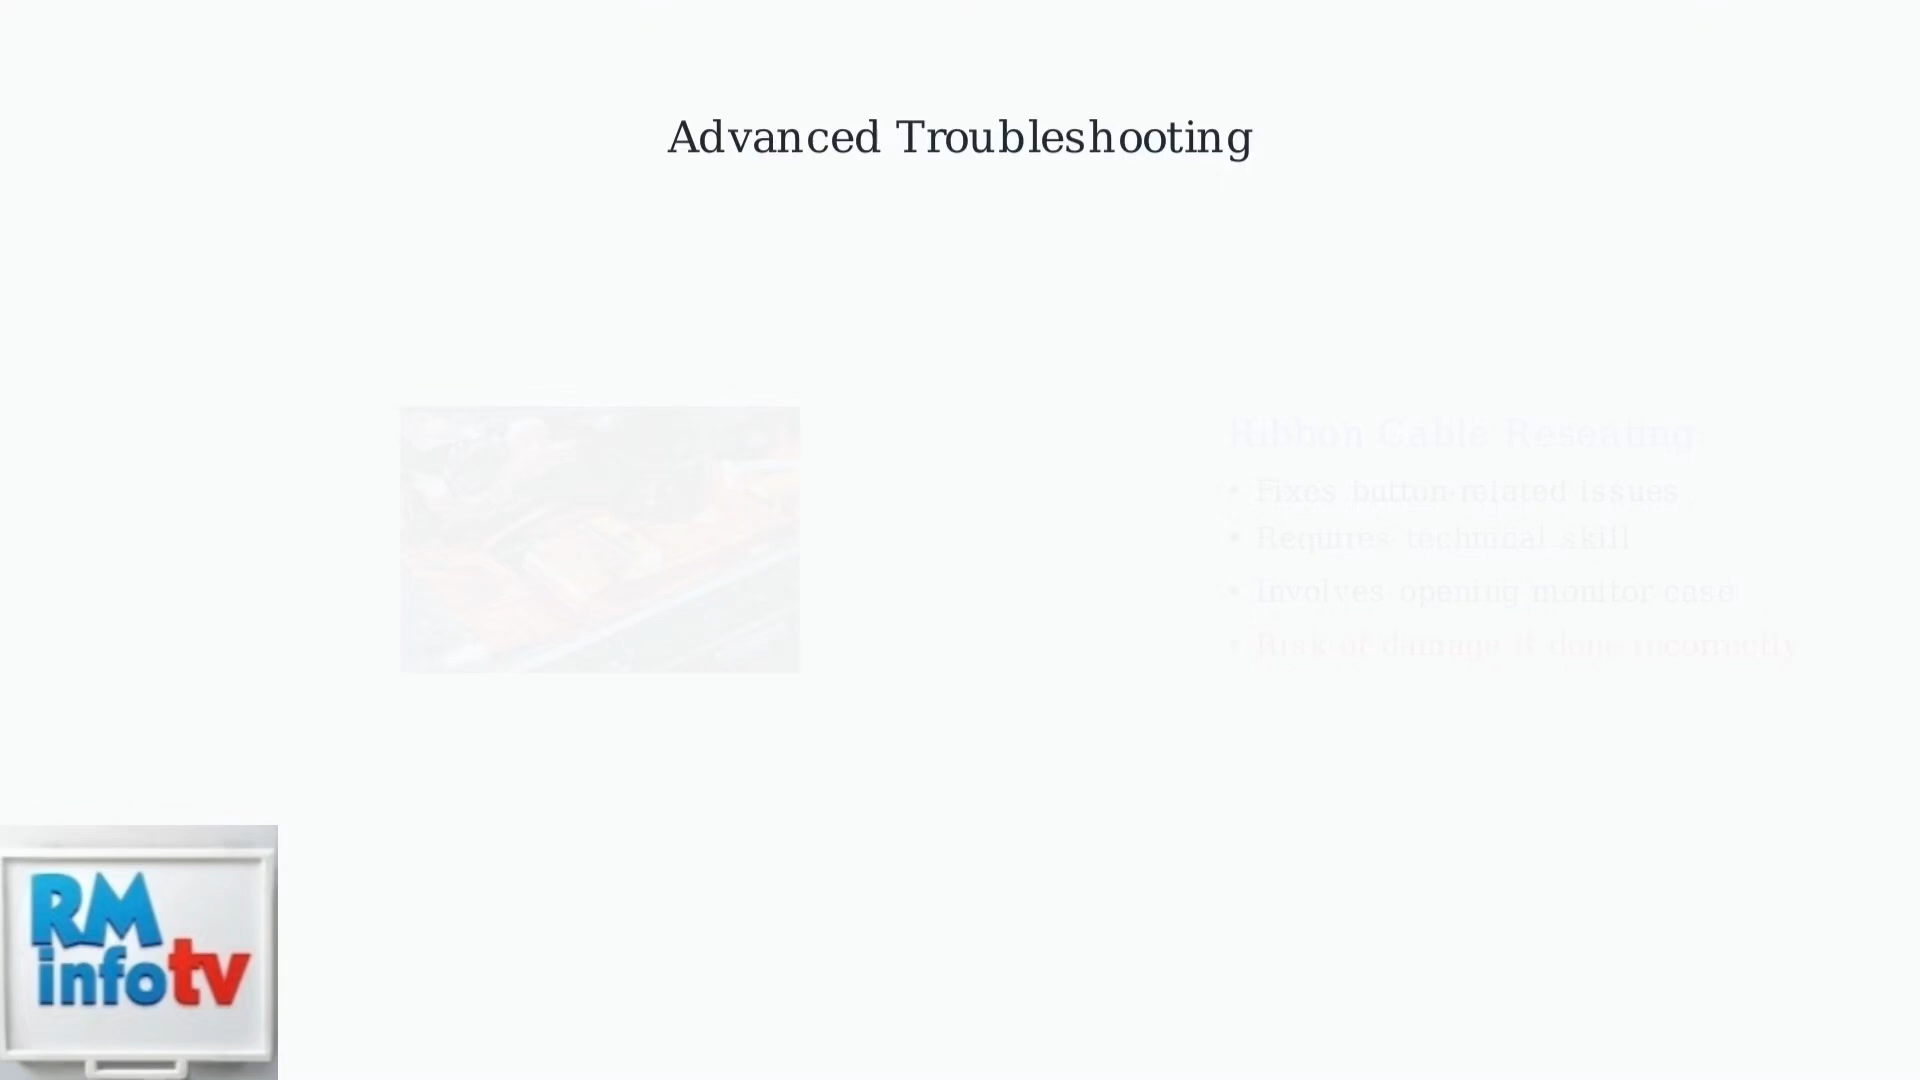 Advanced Troubleshooting
Ribbon Cable Reseating
• Fixes button-related issues
• Requires technical skill
• Involves opening monitor case
• Risk of damage if done incorrectly
RM
infotv